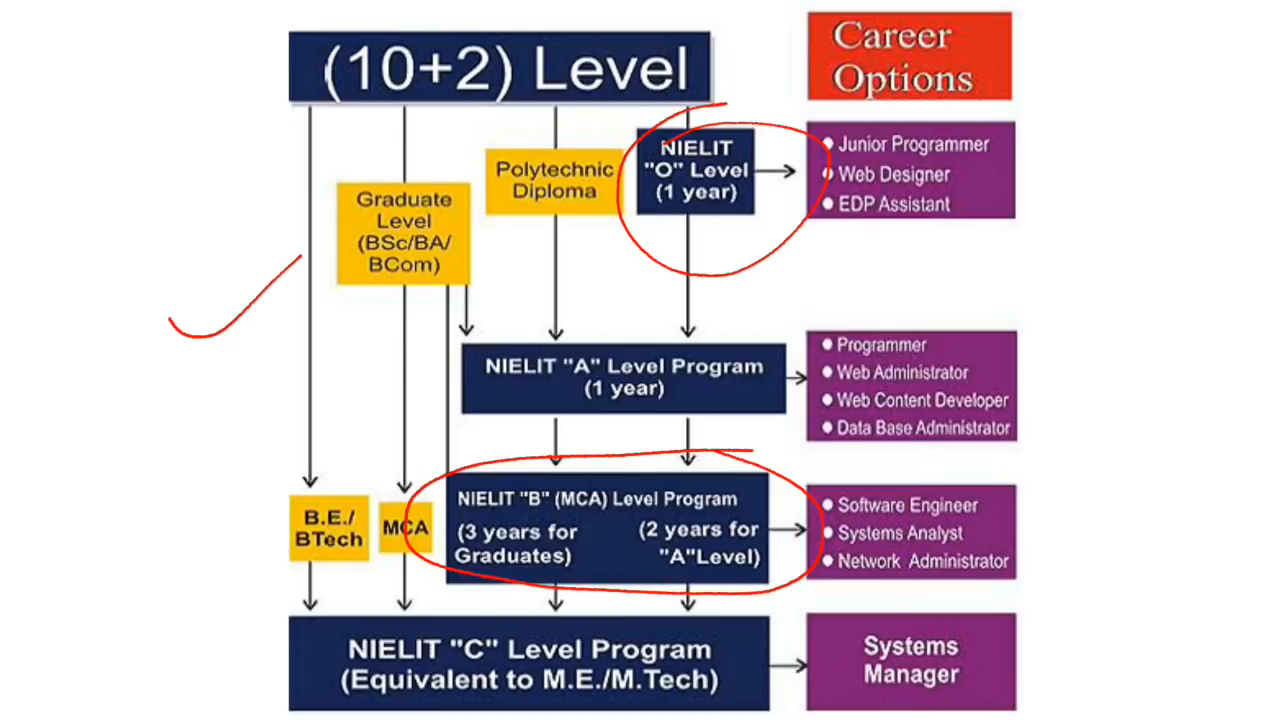 (10+2) Level
Career
Options
NIELIT
"O" Level
(1 year)
Junior Programmer
Web Designer
EDP Assistant
Polytechnic
Diploma
Graduate
Level
(BSc/BA/
BCom)
NIELIT "A" Level Program
(1 year)
Programmer
Web Administrator
Web Content Developer
Data Base Administrator
B.E./
BTech
MCA
NIELIT "B" (MCA) Level Program
(3 years for
Graduates)
(2 years for
"A"Level)
Software Engineer
Systems Analyst
Network Administrator
NIELIT "C" Level Program
(Equivalent to M.E./M.Tech)
Systems
Manager